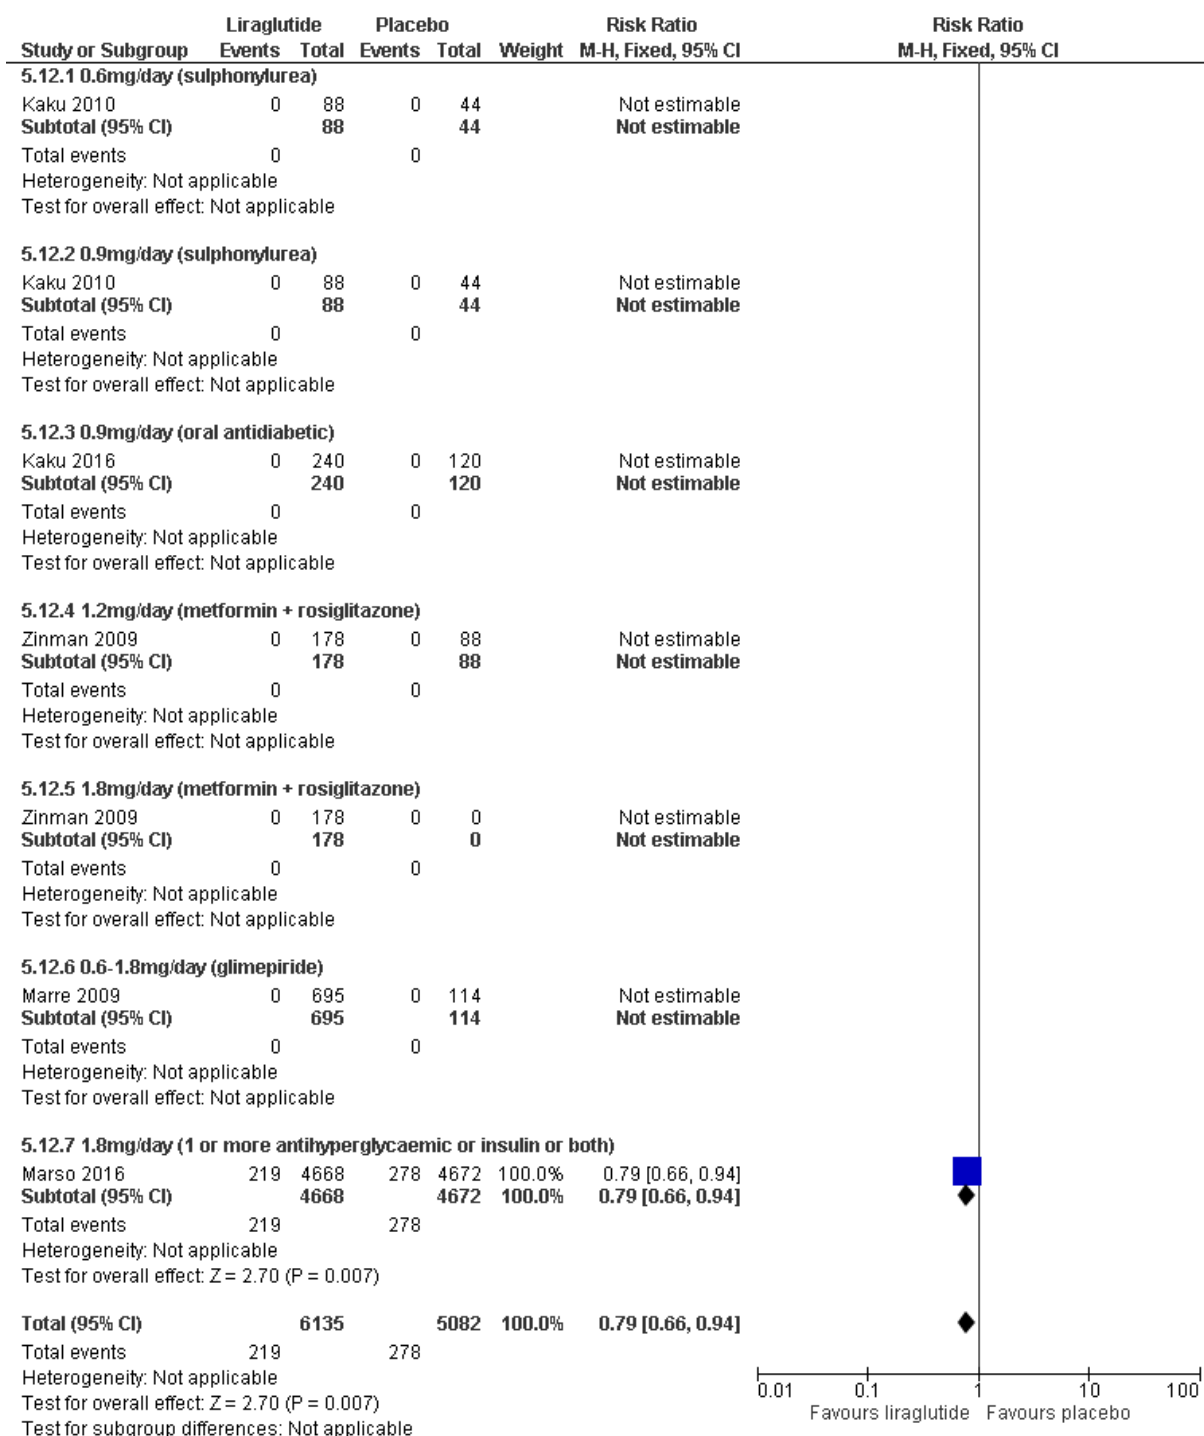 Liraglutide Placebo Risk Ratio Risk Ratio
Study or Subgroup Events Total Events Total Weight M-H, Fixed, 95% CI M-H, Fixed, 95% CI
5.12.1 0.6mg/day (sulphonylurea)
Kaku 2010 0 88 0 44 Not estimable
Subtotal (95% CI) 88 44 Not estimable
Total events 0 0
Heterogeneity: Not applicable
Test for overall effect: Not applicable
5.12.2 0.9mg/day (sulphonylurea)
Kaku 2010 0 88 0 44 Not estimable
Subtotal (95% CI) 88 44 Not estimable
Total events 0 0
Heterogeneity: Not applicable
Test for overall effect: Not applicable
5.12.3 0.9mg/day (oral antidiabetic)
Kaku 2016 0 240 0 120 Not estimable
Subtotal (95% CI) 240 120 Not estimable
Total events 0 0
Heterogeneity: Not applicable
Test for overall effect: Not applicable
5.12.4 1.2mg/day (metformin + rosiglitazone)
Zinman 2009 0 178 0 88 Not estimable
Subtotal (95% CI) 178 88 Not estimable
Total events 0 0
Heterogeneity: Not applicable
Test for overall effect: Not applicable
5.12.5 1.8mg/day (metformin + rosiglitazone)
Zinman 2009 0 178 0 0 Not estimable
Subtotal (95% CI) 178 0 Not estimable
Total events 0 0
Heterogeneity: Not applicable
Test for overall effect: Not applicable
5.12.6 0.6-1.8mg/day (glimepiride)
Marre 2009 0 695 0 114 Not estimable
Subtotal (95% CI) 695 114 Not estimable
Total events 0 0
Heterogeneity: Not applicable
Test for overall effect: Not applicable
5.12.7 1.8mg/day (1 or more antihyperglycaemic or insulin or both)
Marso 2016 219 4668 278 4672 100.0% 0.79 [0.66, 0.94]
Subtotal (95% CI) 4668 4672 100.0% 0.79 [0.66, 0.94]
Total events 219 278
Heterogeneity: Not applicable
Test for overall effect: Z = 2.70 (P = 0.007)
Total (95% CI) 6135 5082 100.0% 0.79 [0.66, 0.94]
Total events 219 278
Heterogeneity: Not applicable
Test for overall effect: Z = 2.70 (P = 0.007)
Test for subgroup differences: Not applicable
0.01 0.1 1 10 100
Favours liraglutide Favours placebo